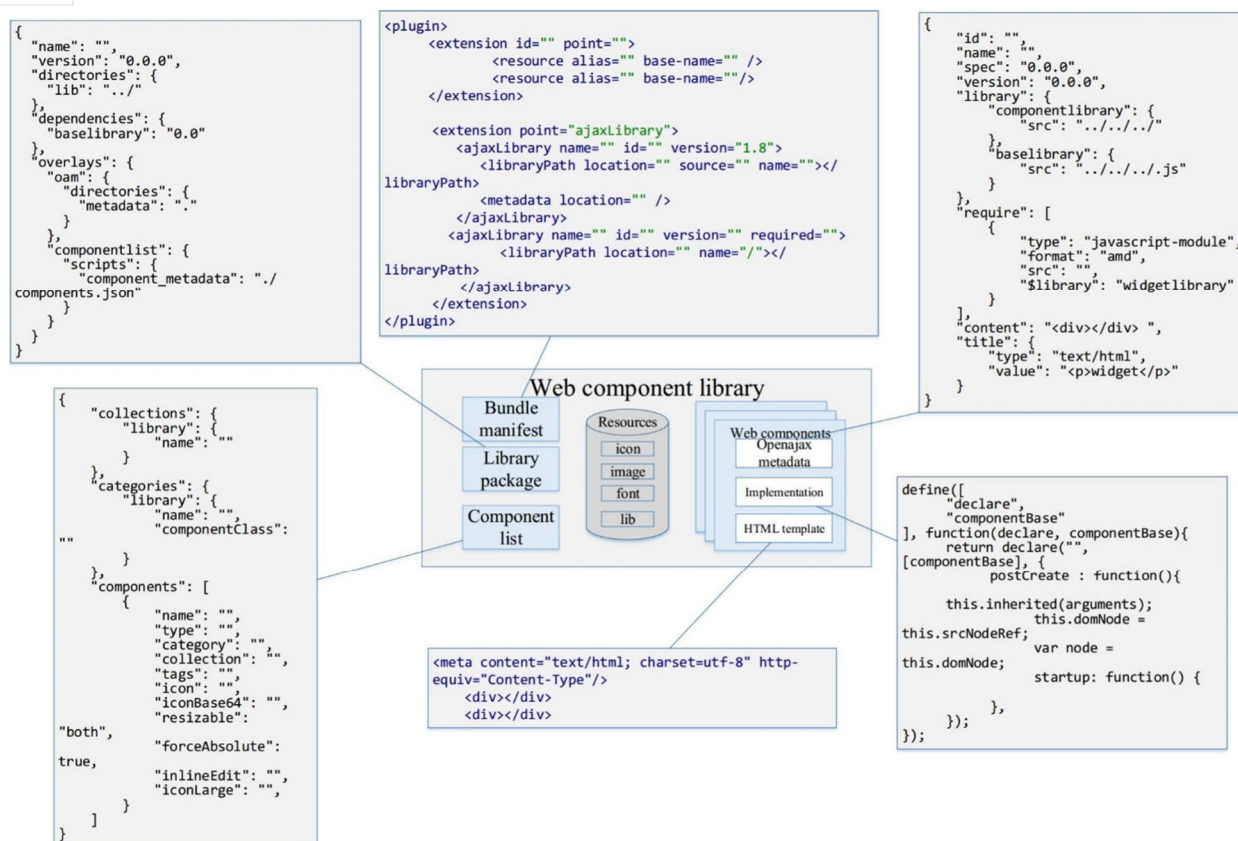 {
  "name": "",
  "version": "0.0.0",
  "directories": {
    "lib": "../"
  },
  "dependencies": {
    "baselibrary": "0.0"
  },
  "overlays": {
    "oam": {
      "directories": {
        "metadata": "."
      }
    },
    "componentlist": {
      "scripts": {
        "component_metadata": "./
components.json"
      }
    }
  }
}
<plugin>
     <extension id="" point="">
             <resource alias="" base-name="" />
             <resource alias="" base-name=""/>
     </extension>
     <extension point="ajaxLibrary">
        <ajaxLibrary name="" id="" version="1.8">
           <libraryPath location="" source="" name=""></
libraryPath>
           <metadata location="" />
        </ajaxLibrary>
       <ajaxLibrary name="" id="" version="" required="">
             <libraryPath location="" name="/"></
libraryPath>
        </ajaxLibrary>
     </extension>
</plugin>
{
    "id": "",
    "name": "",
    "spec": "0.0.0",
    "version": "0.0.0",
    "library": {
        "componentlibrary": {
            "src": "../../../"
        },
        "baselibrary": {
            "src": "../../../.js"
        }
    },
    "require": [
        {
            "type": "javascript-module",
            "format": "amd",
            "src": "",
            "$library": "widgetlibrary"
        }
    ],
    "content": "<div></div> ",
    "title": {
        "type": "text/html",
        "value": "<p>widget</p>"
    }
}
Web component library
Bundle
manifest
Library
package
Component
list
Resources
icon
image
font
lib
Web components
Openajax
metadata
Implementation
HTML template
{
    "collections": {
        "library": {
            "name": ""
        }
    },
    "categories": {
        "library": {
            "name": "",
            "componentClass":
""
        }
    },
    "components": [
        {
            "name": "",
            "type": "",
            "category": "",
            "collection": "",
            "tags": "",
            "icon": "",
            "iconBase64": "",
            "resizable":
"both",
            "forceAbsolute":
true,
            "inlineEdit": "",
            "iconLarge": "",
        }
    ]
}
<meta content="text/html; charset=utf-8" http-
equiv="Content-Type"/>
    <div></div>
    <div></div>
define([
     "declare",
     "componentBase"
], function(declare, componentBase){
     return declare("",
[componentBase], {
          postCreate : function(){
     this.inherited(arguments);
               this.domNode =
this.srcNodeRef;
               var node =
this.domNode;
               startup: function() {
          },
     });
});